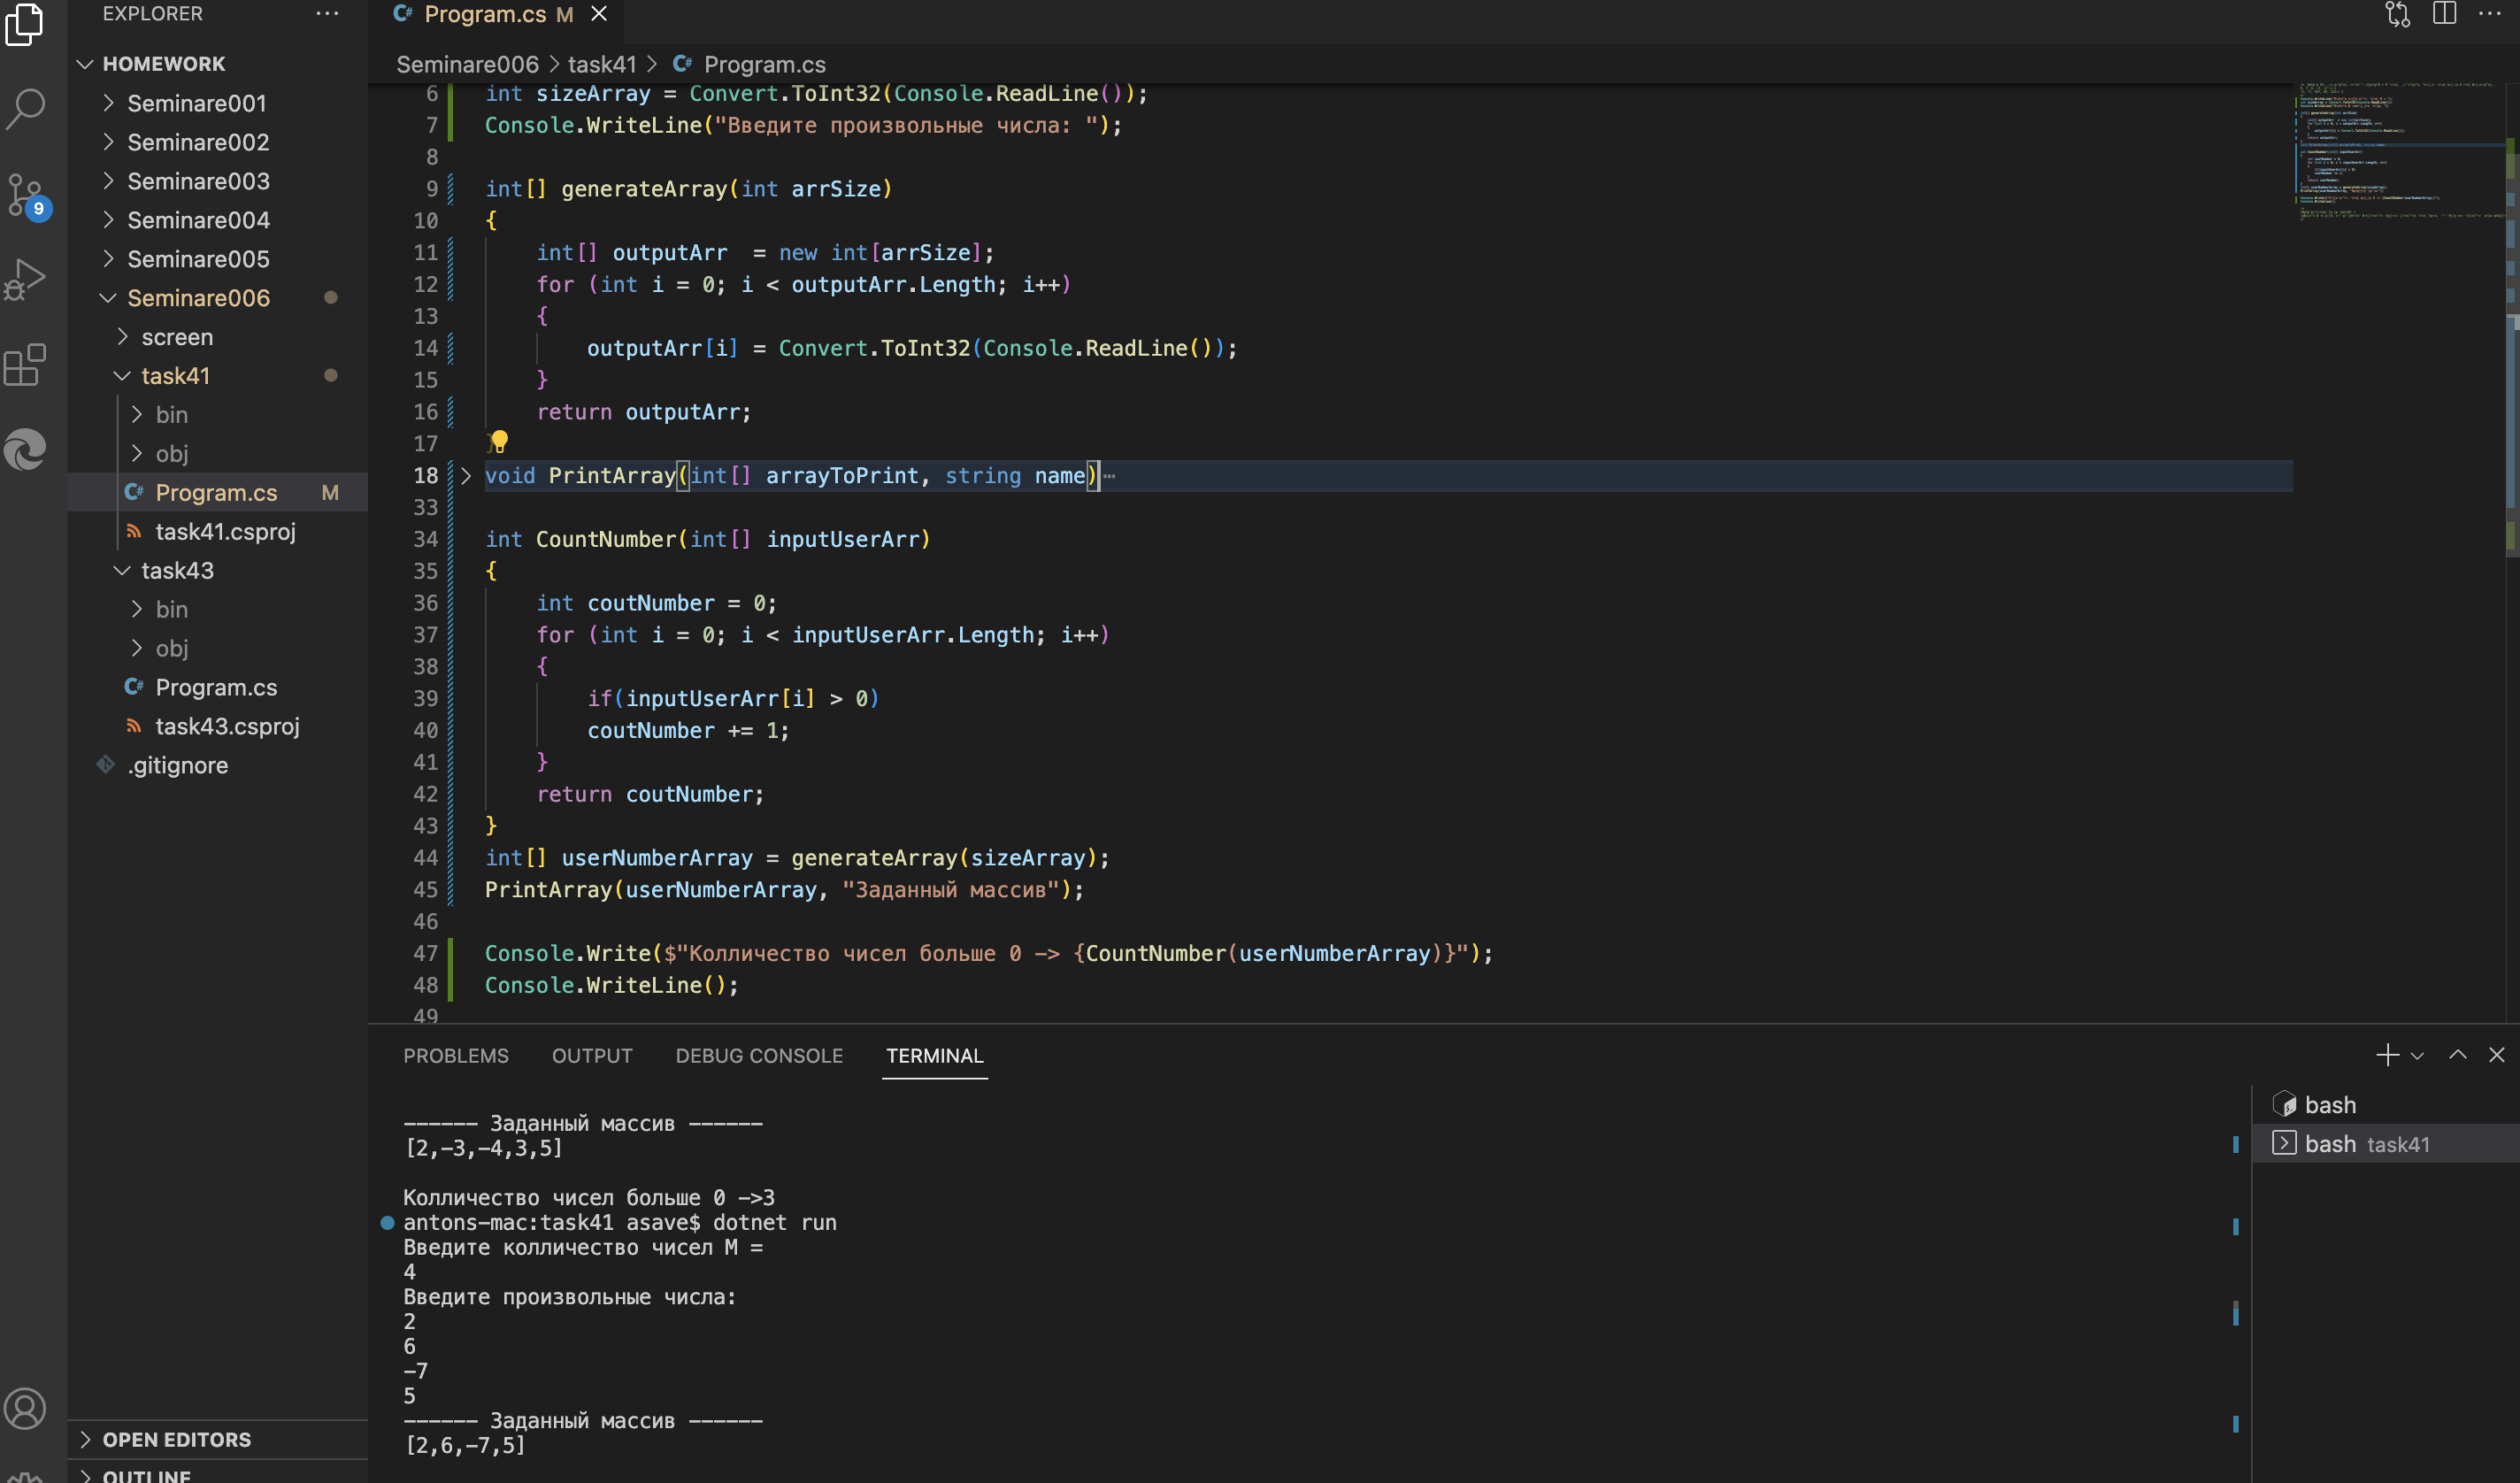 EXPLORER
HOMEWORK
Seminare001
Seminare002
Seminare003
Seminare004
Seminare005
Seminare006
screen
task41
bin
obj
Program.cs M
task41.csproj
task43
bin
obj
Program.cs
task43.csproj
.gitignore
OPEN EDITORS
OUTLINE
9
Program.cs M
Seminare006 > task41 > Program.cs
6 int sizeArray = Convert.ToInt32(Console.ReadLine());
7 Console.WriteLine("Введите произвольные числа: ");
8
9 int[] generateArray(int arrSize)
10 {
11 int[] outputArr  = new int[arrSize];
12 for (int i = 0; i < outputArr.Length; i++)
13 {
14 outputArr[i] = Convert.ToInt32(Console.ReadLine());
15 }
16 return outputArr;
17 }
18 void PrintArray(int[] arrayToPrint, string name)…
33
34 int CountNumber(int[] inputUserArr)
35 {
36 int coutNumber = 0;
37 for (int i = 0; i < inputUserArr.Length; i++)
38 {
39 if(inputUserArr[i] > 0)
40 coutNumber += 1;
41 }
42 return coutNumber;
43 }
44 int[] userNumberArray = generateArray(sizeArray);
45 PrintArray(userNumberArray, "Заданный массив");
46
47 Console.Write($"Колличество чисел больше 0 -> {CountNumber(userNumberArray)}");
48 Console.WriteLine();
49
PROBLEMS OUTPUT DEBUG CONSOLE TERMINAL
------ Заданный массив ------
[2,-3,-4,3,5]
Колличество чисел больше 0 ->3
antons-mac:task41 asave$ dotnet run
Введите колличество чисел M =
4
Введите произвольные числа:
2
6
-7
5
------ Заданный массив ------
[2,6,-7,5]
bash
bash task41